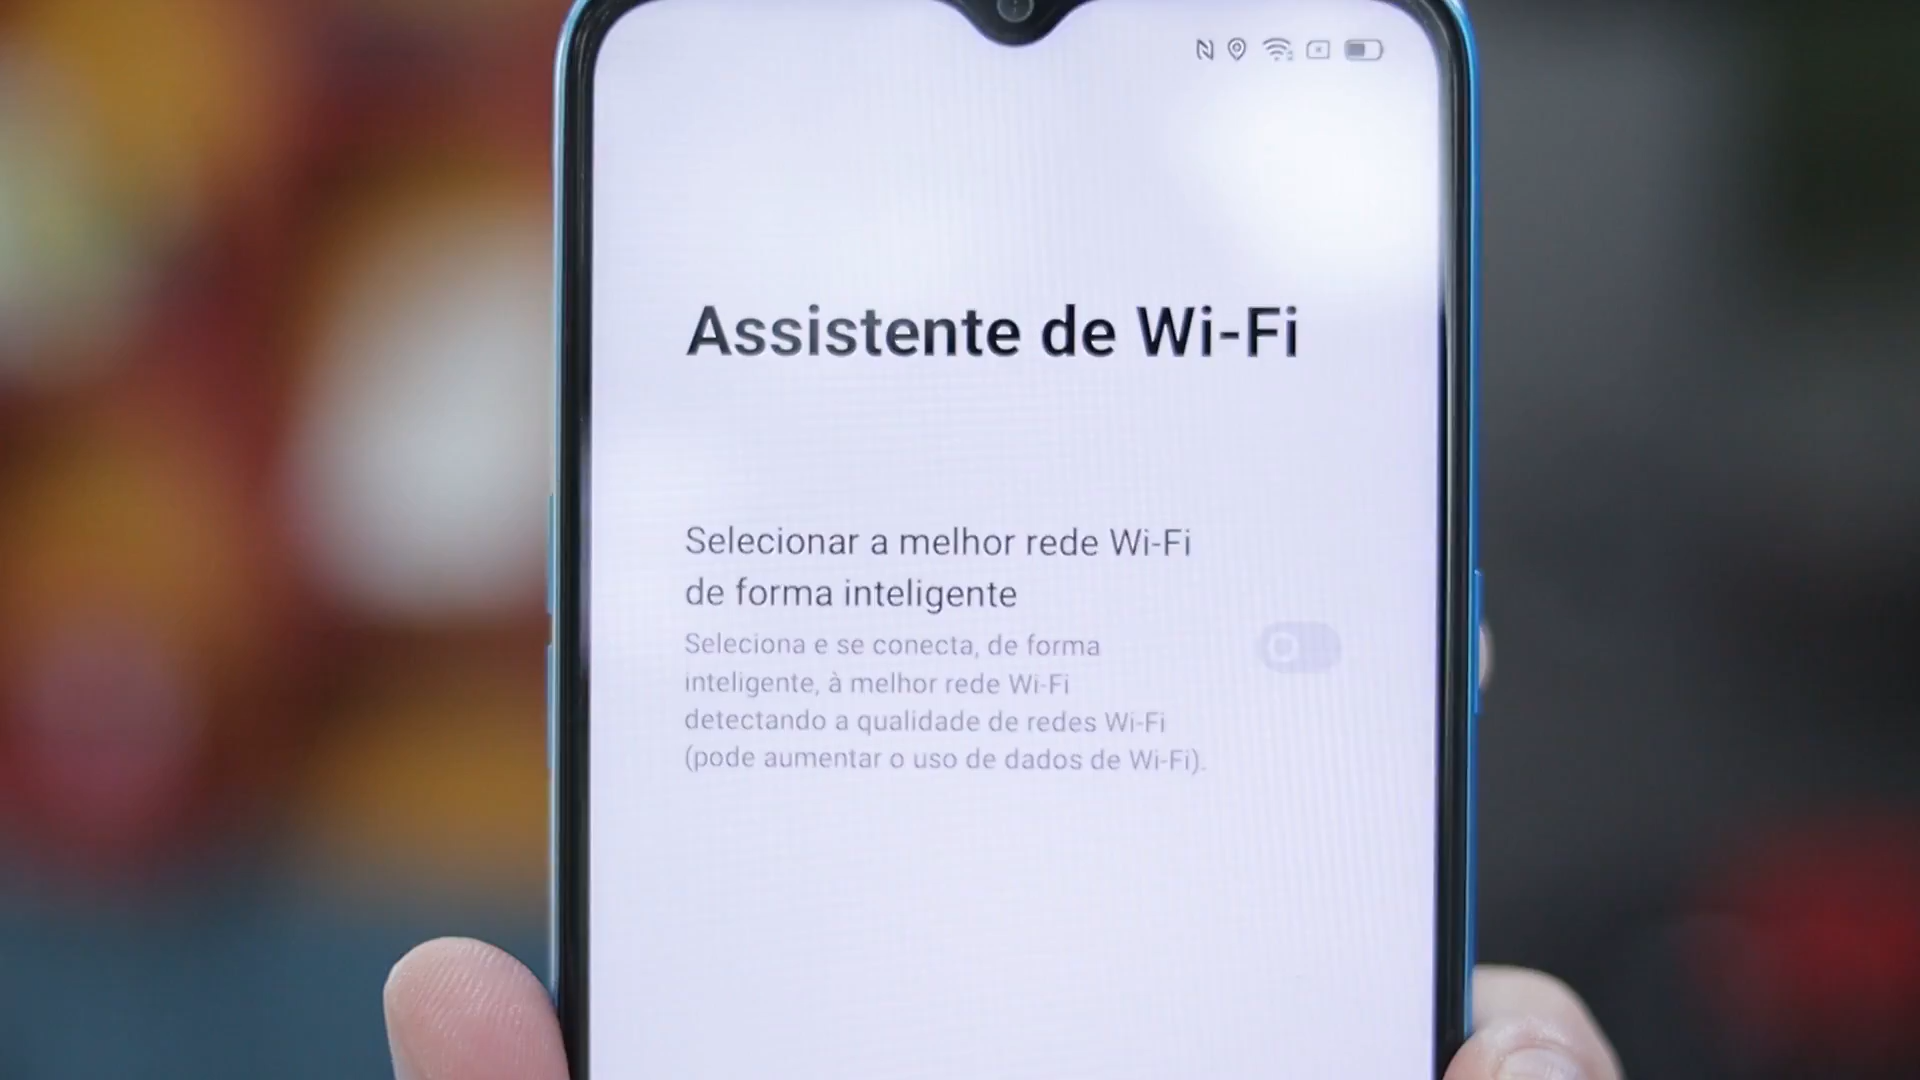 Assistente de Wi-Fi
Selecionar a melhor rede Wi-Fi
de forma inteligente
Seleciona e se conecta, de forma
inteligente, à melhor rede Wi-Fi
detectando a qualidade de redes Wi-Fi
(pode aumentar o uso de dados de Wi-Fi).